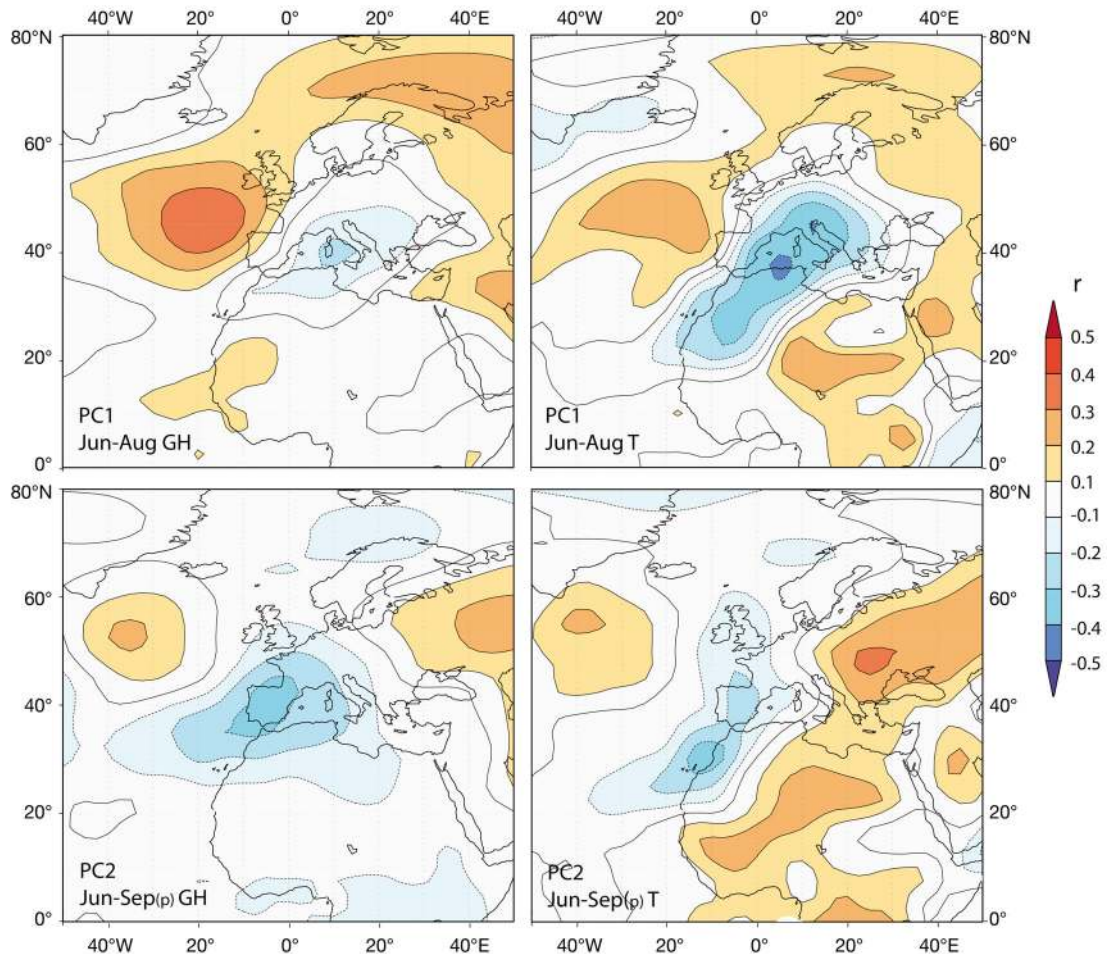 40°W 20° 0° 20° 40°E 40°W 20° 0° 20° 40°E
80°N 80°N
60° 60°
40° 40°
20° 20°
0° 0°
PC1
Jun-Aug GH
PC1
Jun-Aug T
r
0.5
0.4
0.3
0.2
0.1
-0.1
-0.2
-0.3
-0.4
-0.5
80°N 80°N
60° 60°
40° 40°
20° 20°
0° 0°
PC2
Jun-Sep(p) GH
PC2
Jun-Sep(p) T
40°W 20° 0° 20° 40°E 40°W 20° 0° 20° 40°E